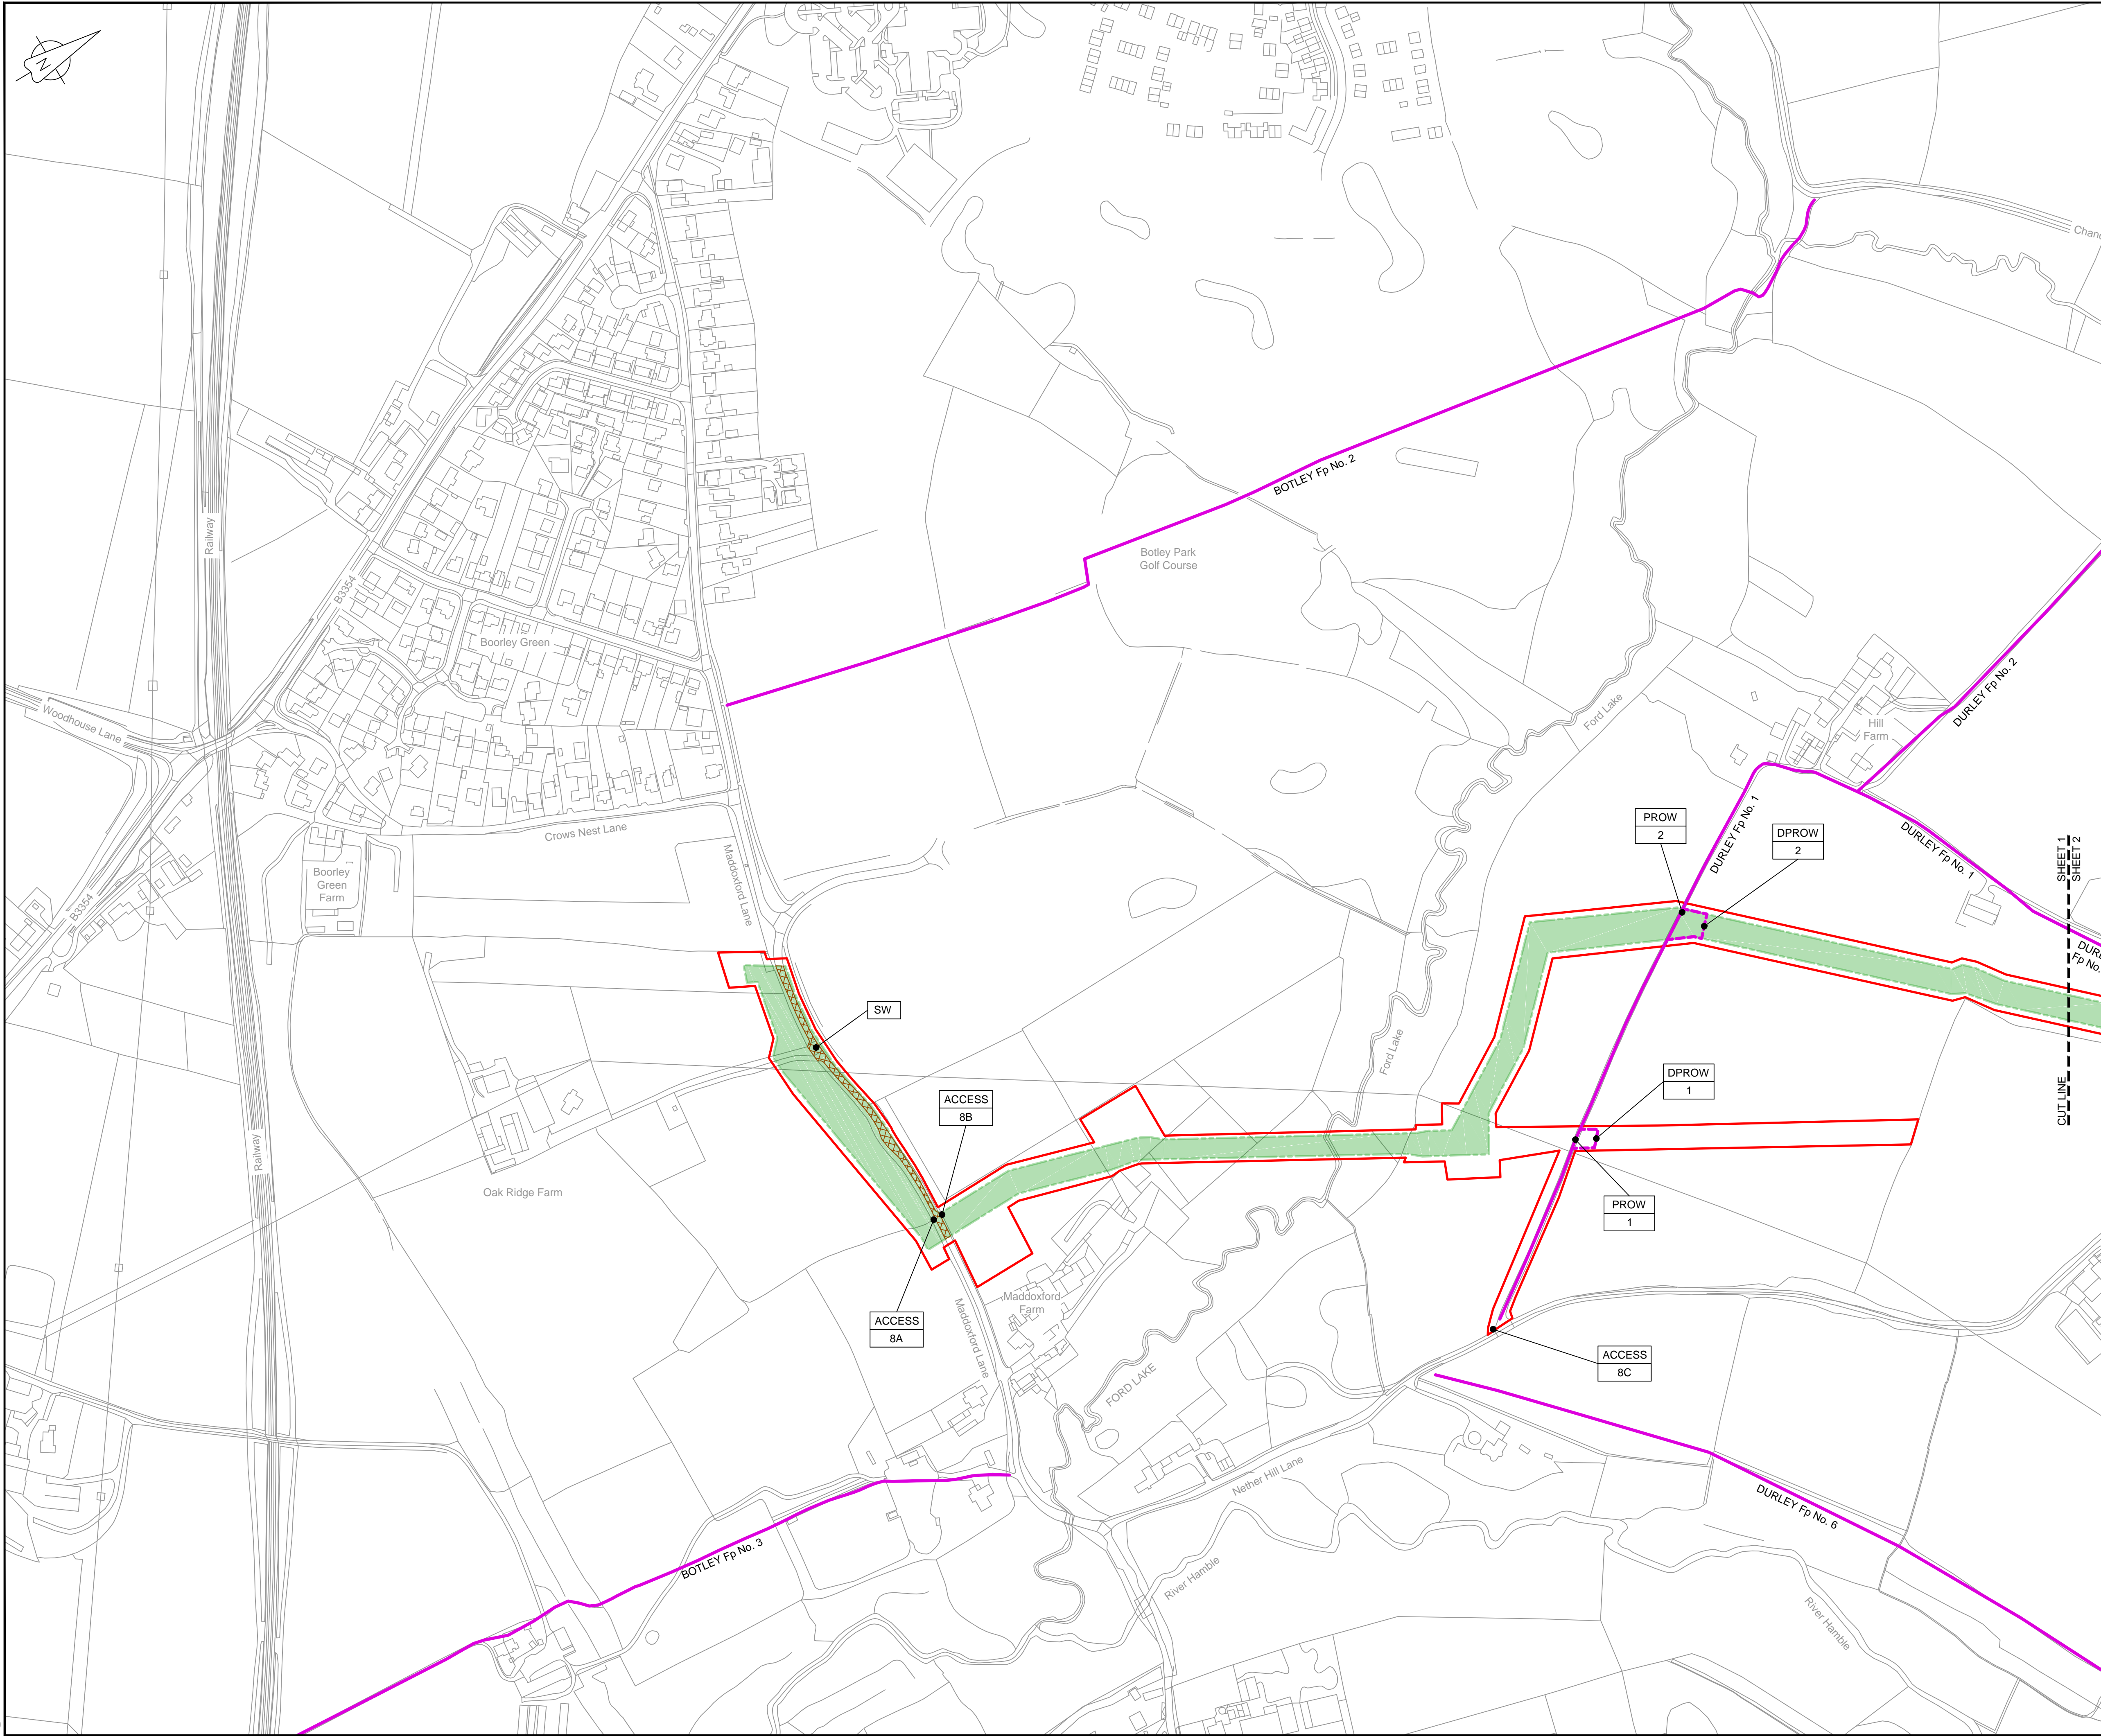 N
Chand
Railway
B3354
BOTLEY Fp No. 2
Botley Park
Golf Course
Boorley Green
Woodhouse Lane
Ford Lake
DURLEY Fp No. 2
Hill
Farm
Crows Nest Lane
Maddoxford Lane
PROW
2
DURLEY Fp No. 1
DPROW
2
DURLEY Fp No. 1
SHEET 1
SHEET 2
CUT LINE
Boorley
Green
Farm
B3354
DURLE
Fp No.
SW
Ford Lake
ACCESS
8B
DPROW
1
Railway
Oak Ridge Farm
PROW
1
ACCESS
8A
Maddoxford
Farm
Maddoxford Lane
ACCESS
8C
FORD LAKE
Nether Hill Lane
DURLEY Fp No. 6
BOTLEY Fp No. 3
River Hamble
River Hamble